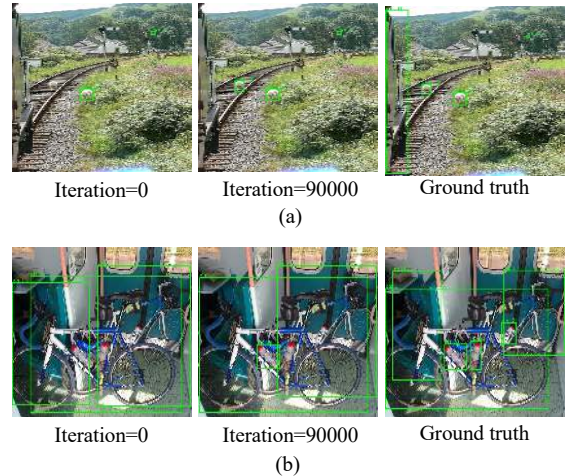 Iteration=0
Iteration=90000
Ground truth
(a)
Iteration=0
Iteration=90000
Ground truth
(b)